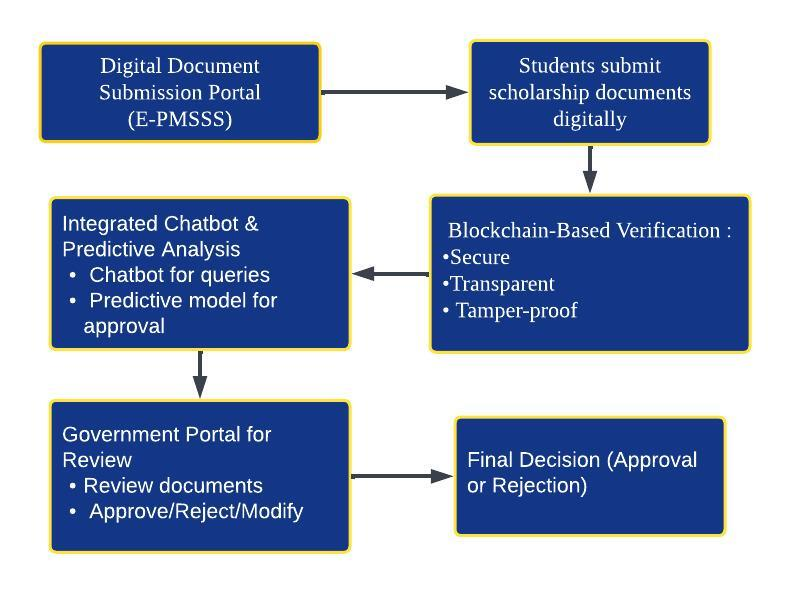 Digital Document
Submission Portal
(E-PMSSS)
Students submit
scholarship documents
digitally
Blockchain-Based Verification :
•Secure
•Transparent
• Tamper-proof
Integrated Chatbot &
Predictive Analysis
• Chatbot for queries
• Predictive model for
approval
Government Portal for
Review
• Review documents
• Approve/Reject/Modify
Final Decision (Approval
or Rejection)